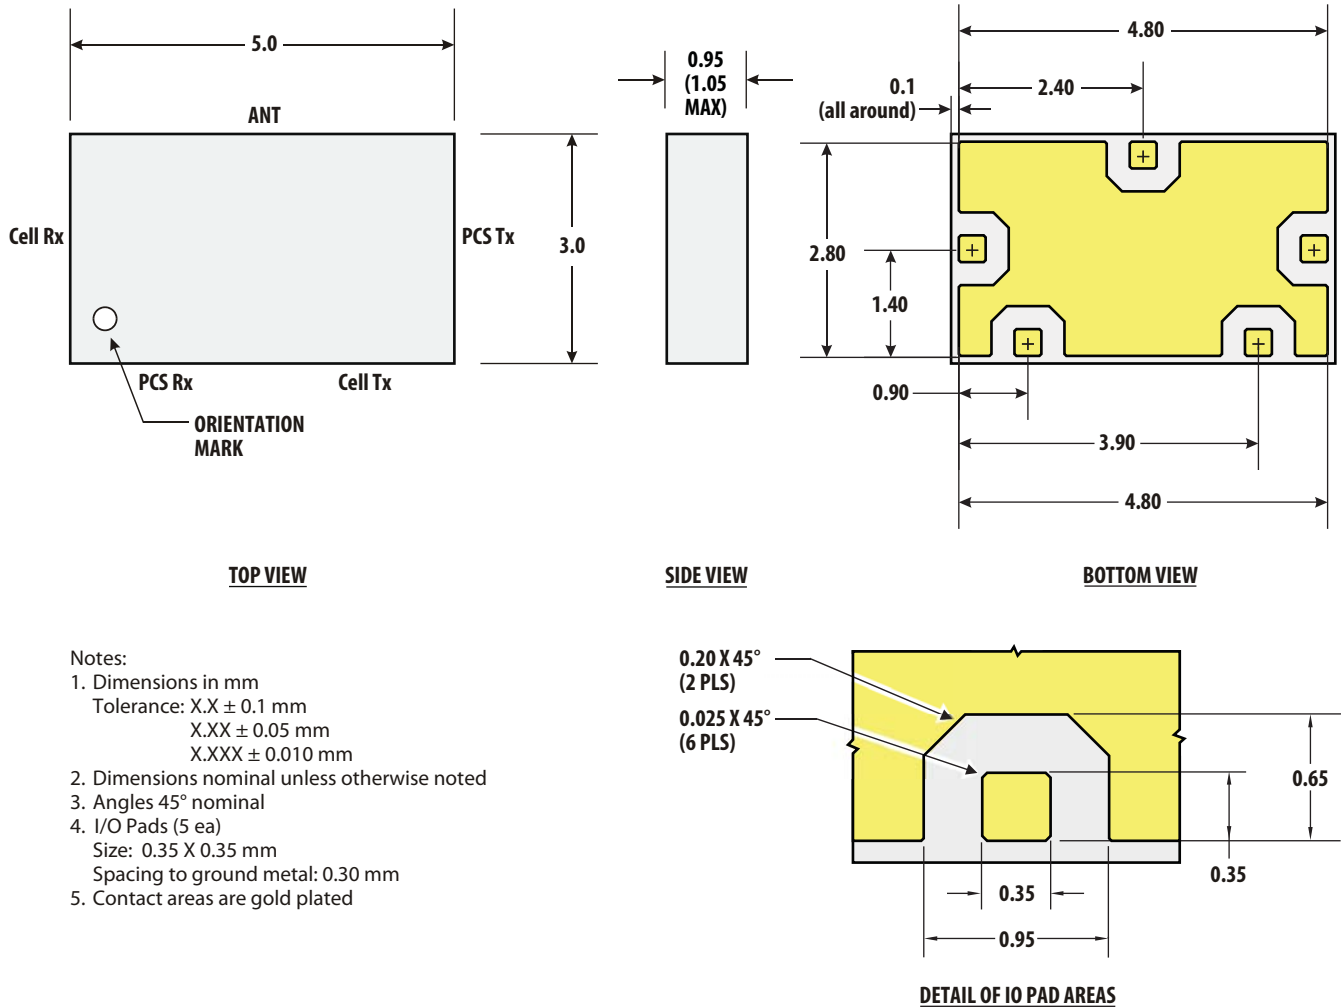 5.0
ANT
Cell Rx
PCS Tx
3.0
PCS Rx
Cell Tx
ORIENTATION
MARK
TOP VIEW
0.95
(1.05
MAX)
SIDE VIEW
4.80
0.1
(all around)
2.40
2.80
1.40
0.90
3.90
4.80
BOTTOM VIEW
Notes:
1. Dimensions in mm
Tolerance: X.X ± 0.1 mm
X.XX ± 0.05 mm
X.XXX ± 0.010 mm
2. Dimensions nominal unless otherwise noted
3. Angles 45° nominal
4. I/O Pads (5 ea)
Size: 0.35 X 0.35 mm
Spacing to ground metal: 0.30 mm
5. Contact areas are gold plated
0.20 X 45°
(2 PLS)
0.025 X 45°
(6 PLS)
0.65
0.35
0.35
0.95
DETAIL OF IO PAD AREAS